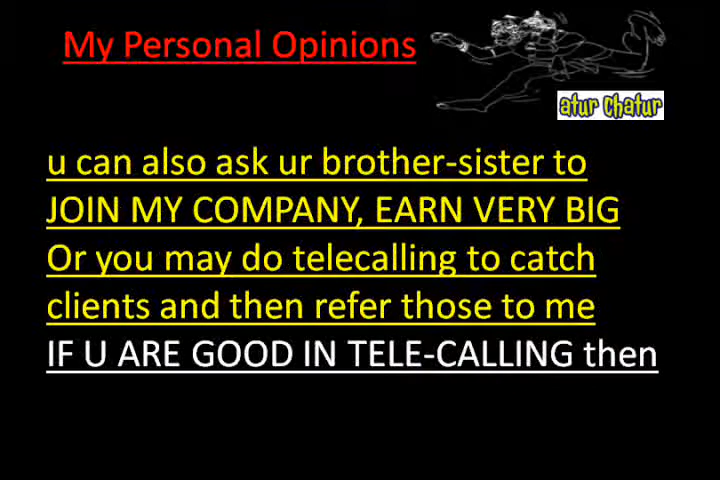 My Personal Opinions
atur chatur
u can also ask ur brother-sister to
JOIN MY COMPANY, EARN VERY BIG
Or you may do telecalling to catch
clients and then refer those to me
IF U ARE GOOD IN TELE-CALLING then